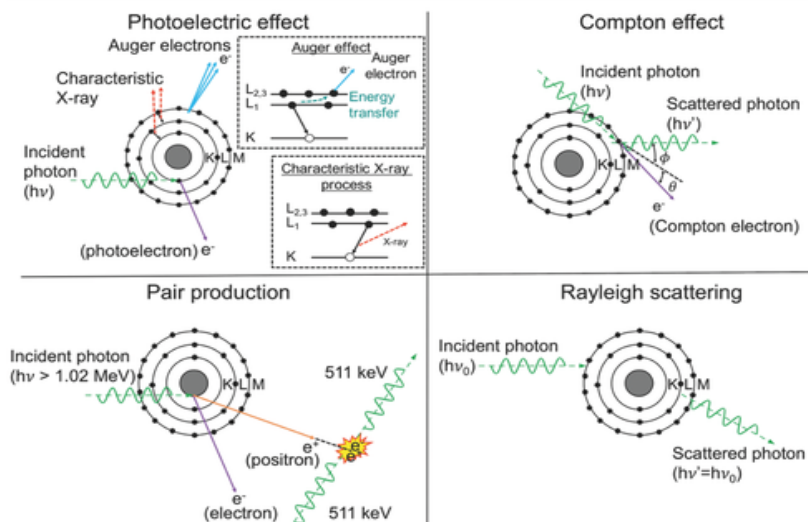 Photoelectric effect
Auger electrons
e-
Characteristic
X-ray
Incident
photon
(hν)
K L M
(photoelectron) e-
Auger effect
e-
Auger
electron
L2,3
L1
Energy
transfer
K
Characteristic X-ray
process
L2,3
L1
X-ray
K
Compton effect
Incident photon
(hν)
Scattered photon
(hν')
K L M
ϕ
θ
e-
(Compton electron)
Pair production
Incident photon
(hν > 1.02 MeV)
K L M
511 keV
e+
(positron)
e-
e+
e-
(electron)
511 keV
Rayleigh scattering
Incident photon
(hν0)
K L M
Scattered photon
(hν'=hν0)